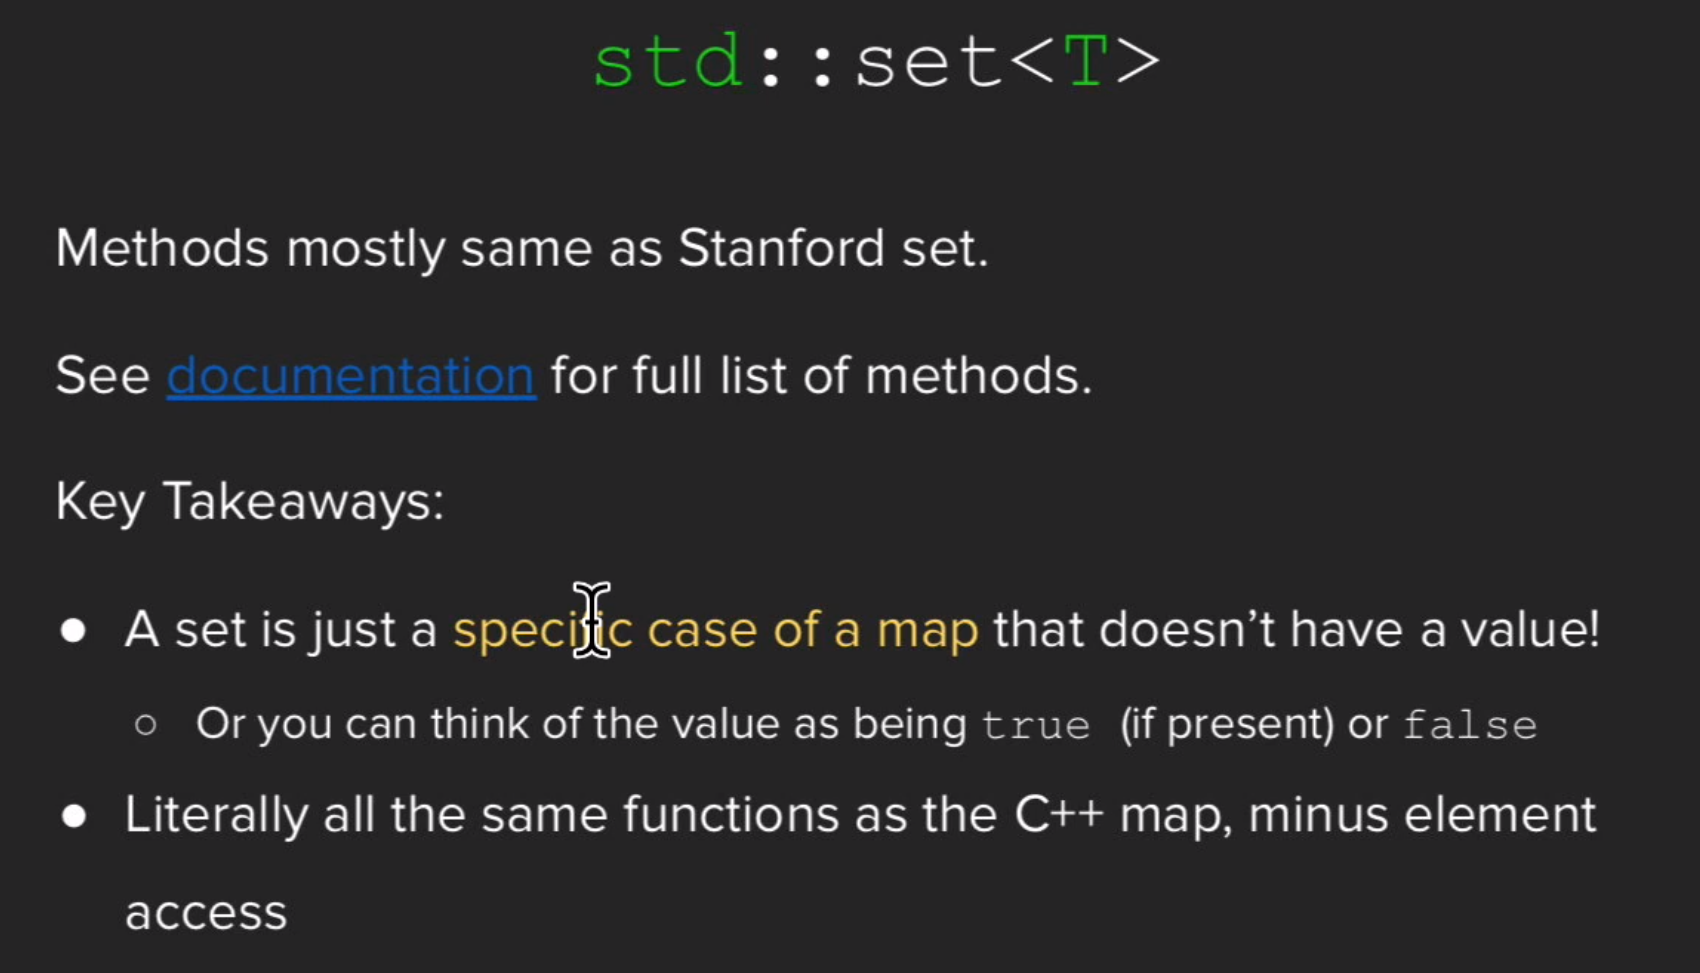 std::set<T>
Methods mostly same as Stanford set.
See documentation for full list of methods.
Key Takeaways:
● A set is just a specific case of a map that doesn’t have a value!
○ Or you can think of the value as being true (if present) or false
● Literally all the same functions as the C++ map, minus element
access